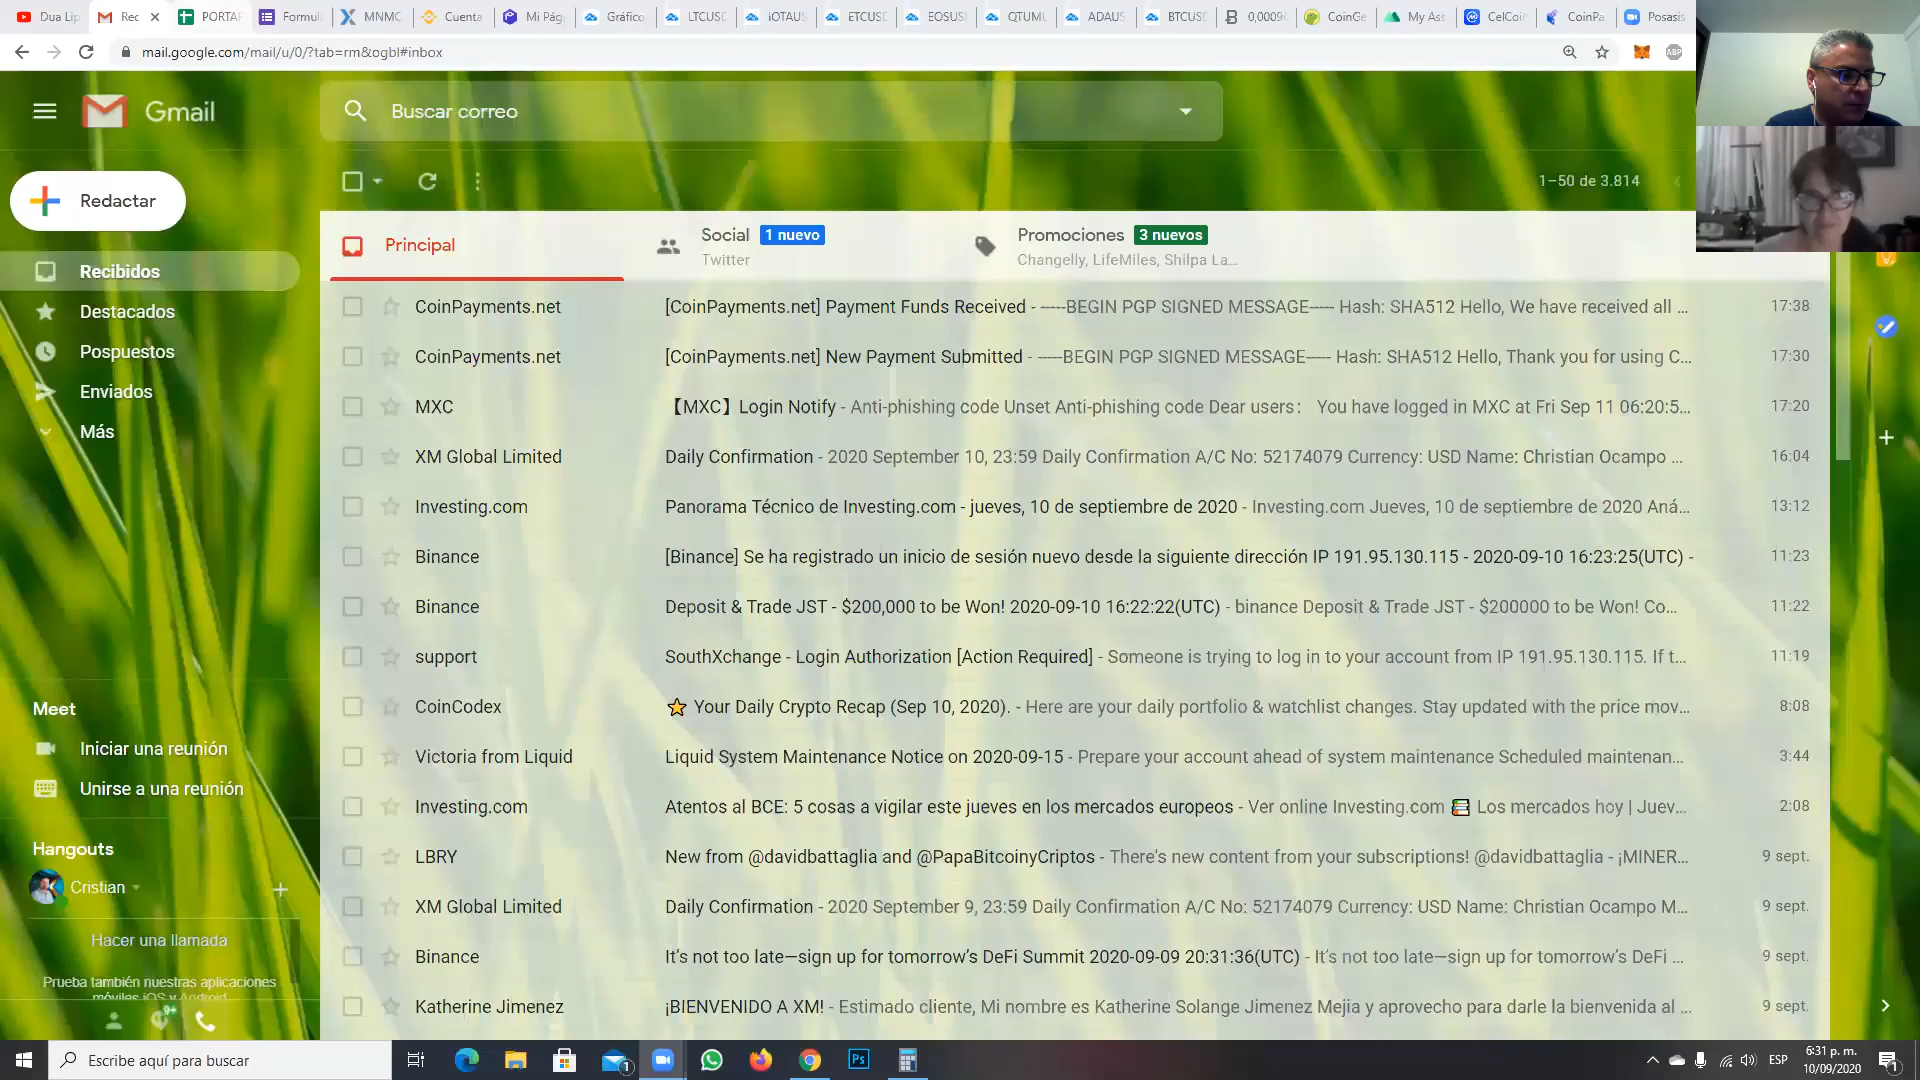 Dua Lip
Rec
PORTAF
Formul
MNMC
Cuenta
Mi Pág
Gráfico
LTCUSE
IOTAUS
ETCUSE
EOSUS
QTUMU
ADAUS
BTCUSE
0,0009
CoinGe
My Ass
CelCoin
CoinPa
Posasis
mail.google.com/mail/u/0/?tab=rm&ogbl#inbox
ABP
Gmail
Buscar correo
Redactar
1–50 de 3.814
Principal
Social 1 nuevo
Twitter
Promociones 3 nuevos
Changelly, LifeMiles, Shilpa La...
Recibidos
Destacados
Pospuestos
Enviados
Más
CoinPayments.net [CoinPayments.net] Payment Funds Received - -----BEGIN PGP SIGNED MESSAGE----- Hash: SHA512 Hello, We have received all ... 17:38
CoinPayments.net [CoinPayments.net] New Payment Submitted - -----BEGIN PGP SIGNED MESSAGE----- Hash: SHA512 Hello, Thank you for using C... 17:30
MXC 【MXC】Login Notify - Anti-phishing code Unset Anti-phishing code Dear users： You have logged in MXC at Fri Sep 11 06:20:5... 17:20
XM Global Limited Daily Confirmation - 2020 September 10, 23:59 Daily Confirmation A/C No: 52174079 Currency: USD Name: Christian Ocampo ... 16:04
Investing.com Panorama Técnico de Investing.com - jueves, 10 de septiembre de 2020 - Investing.com Jueves, 10 de septiembre de 2020 Aná... 13:12
Binance [Binance] Se ha registrado un inicio de sesión nuevo desde la siguiente dirección IP 191.95.130.115 - 2020-09-10 16:23:25(UTC) - 11:23
Binance Deposit & Trade JST - $200,000 to be Won! 2020-09-10 16:22:22(UTC) - binance Deposit & Trade JST - $200000 to be Won! Co... 11:22
support SouthXchange - Login Authorization [Action Required] - Someone is trying to log in to your account from IP 191.95.130.115. If t... 11:19
CoinCodex ⭐ Your Daily Crypto Recap (Sep 10, 2020). - Here are your daily portfolio & watchlist changes. Stay updated with the price mov... 8:08
Victoria from Liquid Liquid System Maintenance Notice on 2020-09-15 - Prepare your account ahead of system maintenance Scheduled maintenan... 3:44
Investing.com Atentos al BCE: 5 cosas a vigilar este jueves en los mercados europeos - Ver online Investing.com 📚 Los mercados hoy | Juev... 2:08
LBRY New from @davidbattaglia and @PapaBitcoinyCriptos - There's new content from your subscriptions! @davidbattaglia - ¡MINER... 9 sept.
XM Global Limited Daily Confirmation - 2020 September 9, 23:59 Daily Confirmation A/C No: 52174079 Currency: USD Name: Christian Ocampo M... 9 sept.
Binance It's not too late—sign up for tomorrow's DeFi Summit 2020-09-09 20:31:36(UTC) - It's not too late—sign up for tomorrow's DeFi ... 9 sept.
Katherine Jimenez ¡BIENVENIDO A XM! - Estimado cliente, Mi nombre es Katherine Solange Jimenez Mejia y aprovecho para darle la bienvenida al ... 9 sept.
Meet
Iniciar una reunión
Unirse a una reunión
Hangouts
Cristian
Hacer una llamada
Prueba también nuestras aplicaciones
móviles iOS y Android
9+
Escribe aquí para buscar
1
Ps
ESP
6:31 p. m.
10/09/2020
1